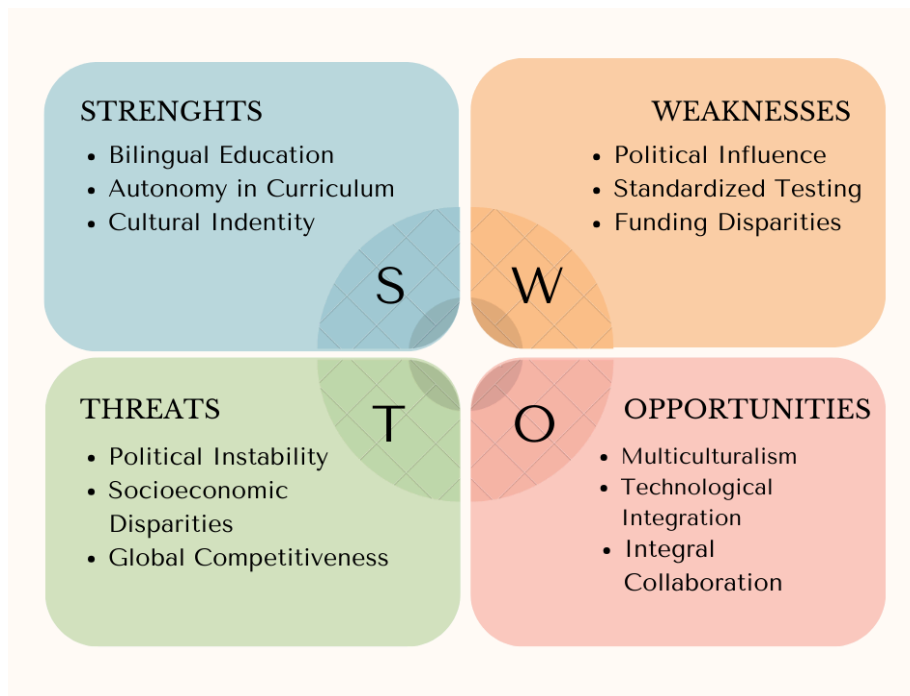 STRENGHTS
• Bilingual Education
• Autonomy in Curriculum
• Cultural Indentity
S
WEAKNESSES
• Political Influence
• Standardized Testing
• Funding Disparities
W
THREATS
• Political Instability
• Socioeconomic
Disparities
• Global Competitiveness
T
OPPORTUNITIES
• Multiculturalism
• Technological
Integration
• Integral
Collaboration
O